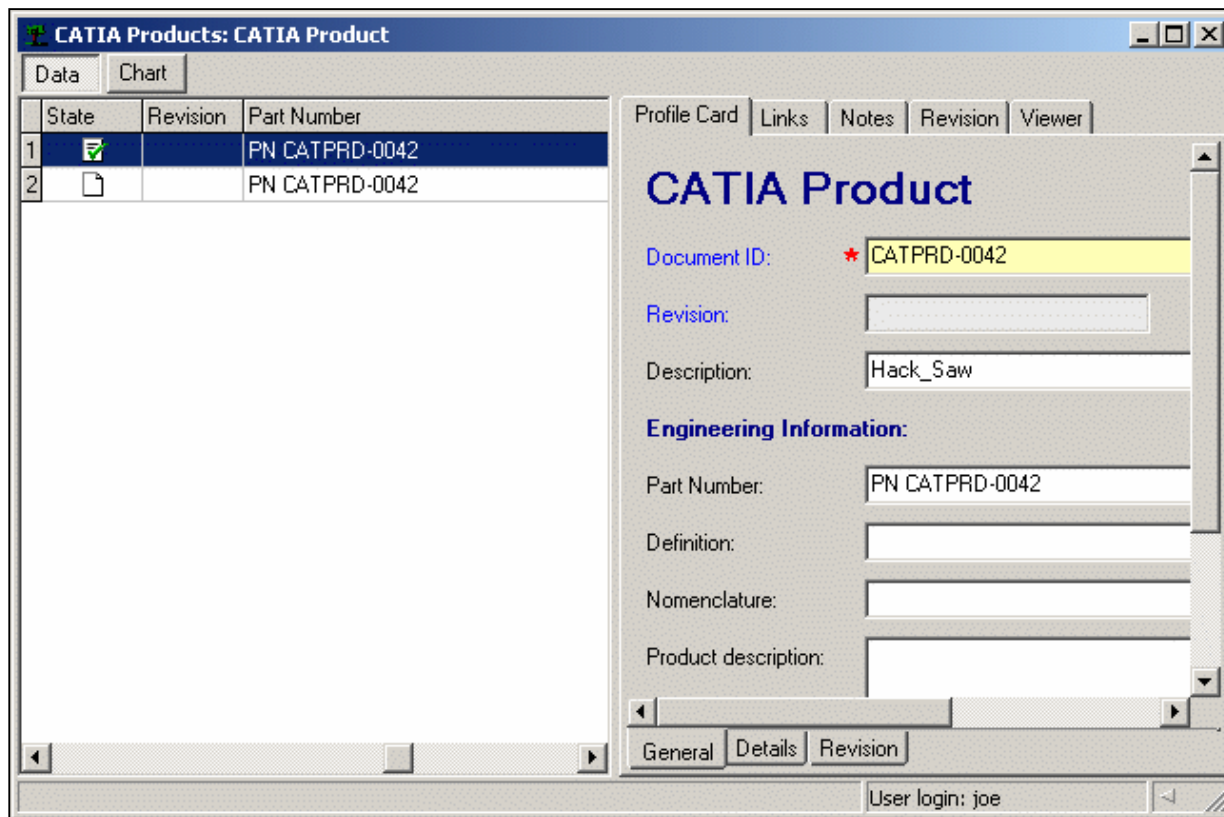 CATIA Products: CATIA Product
Data Chart
State Revision Part Number
1 PN CATPRD-0042
2 PN CATPRD-0042
Profile Card Links Notes Revision Viewer
CATIA Product
Document ID: * CATPRD-0042
Revision:
Description: Hack_Saw
Engineering Information:
Part Number: PN CATPRD-0042
Definition:
Nomenclature:
Product description:
General Details Revision
User login: joe